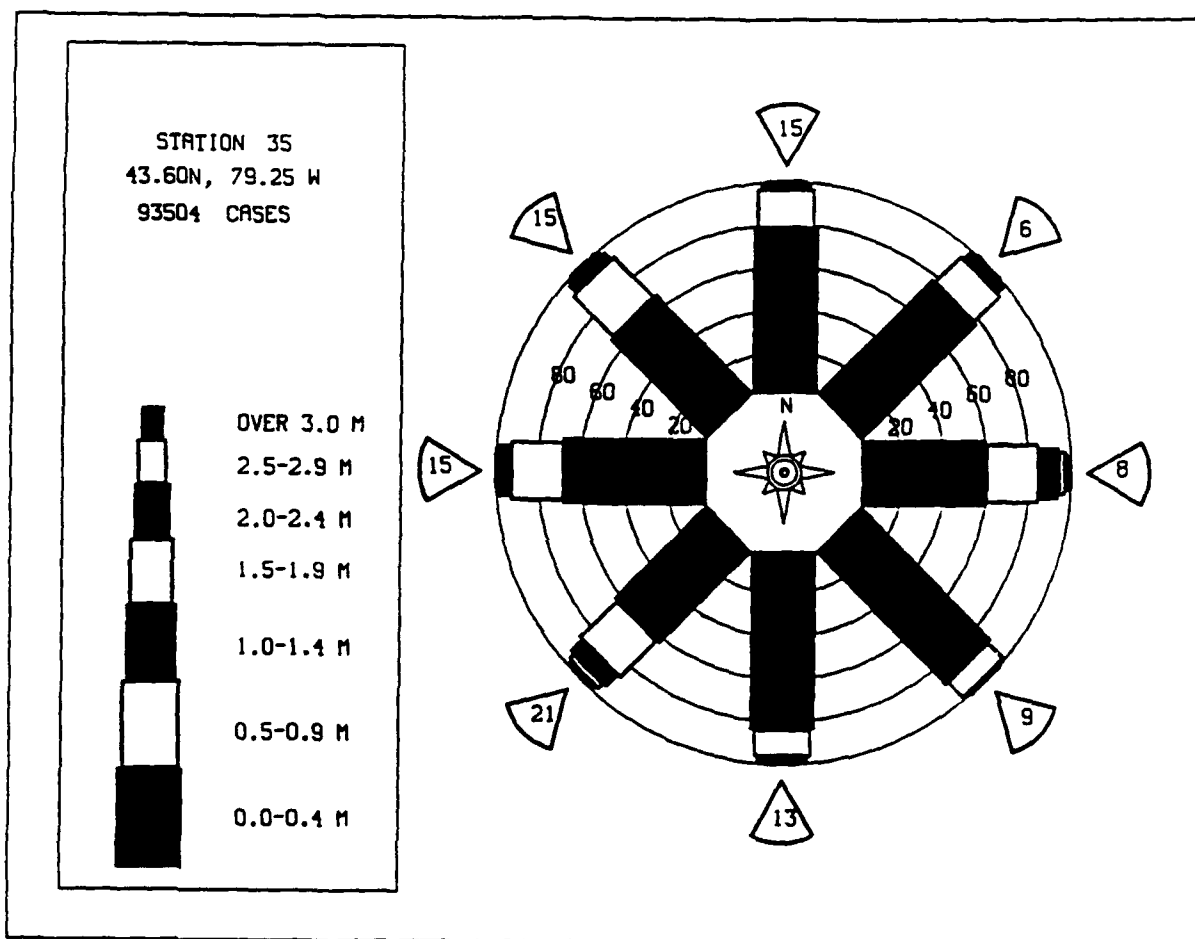 STATION 35
43.60N, 79.25 W
93504 CASES
OVER 3.0 M
2.5-2.9 M
2.0-2.4 M
1.5-1.9 M
1.0-1.4 M
0.5-0.9 M
0.0-0.4 M
15
15
6
80
60
40
20
N
20
40
60
80
15
8
21
9
13